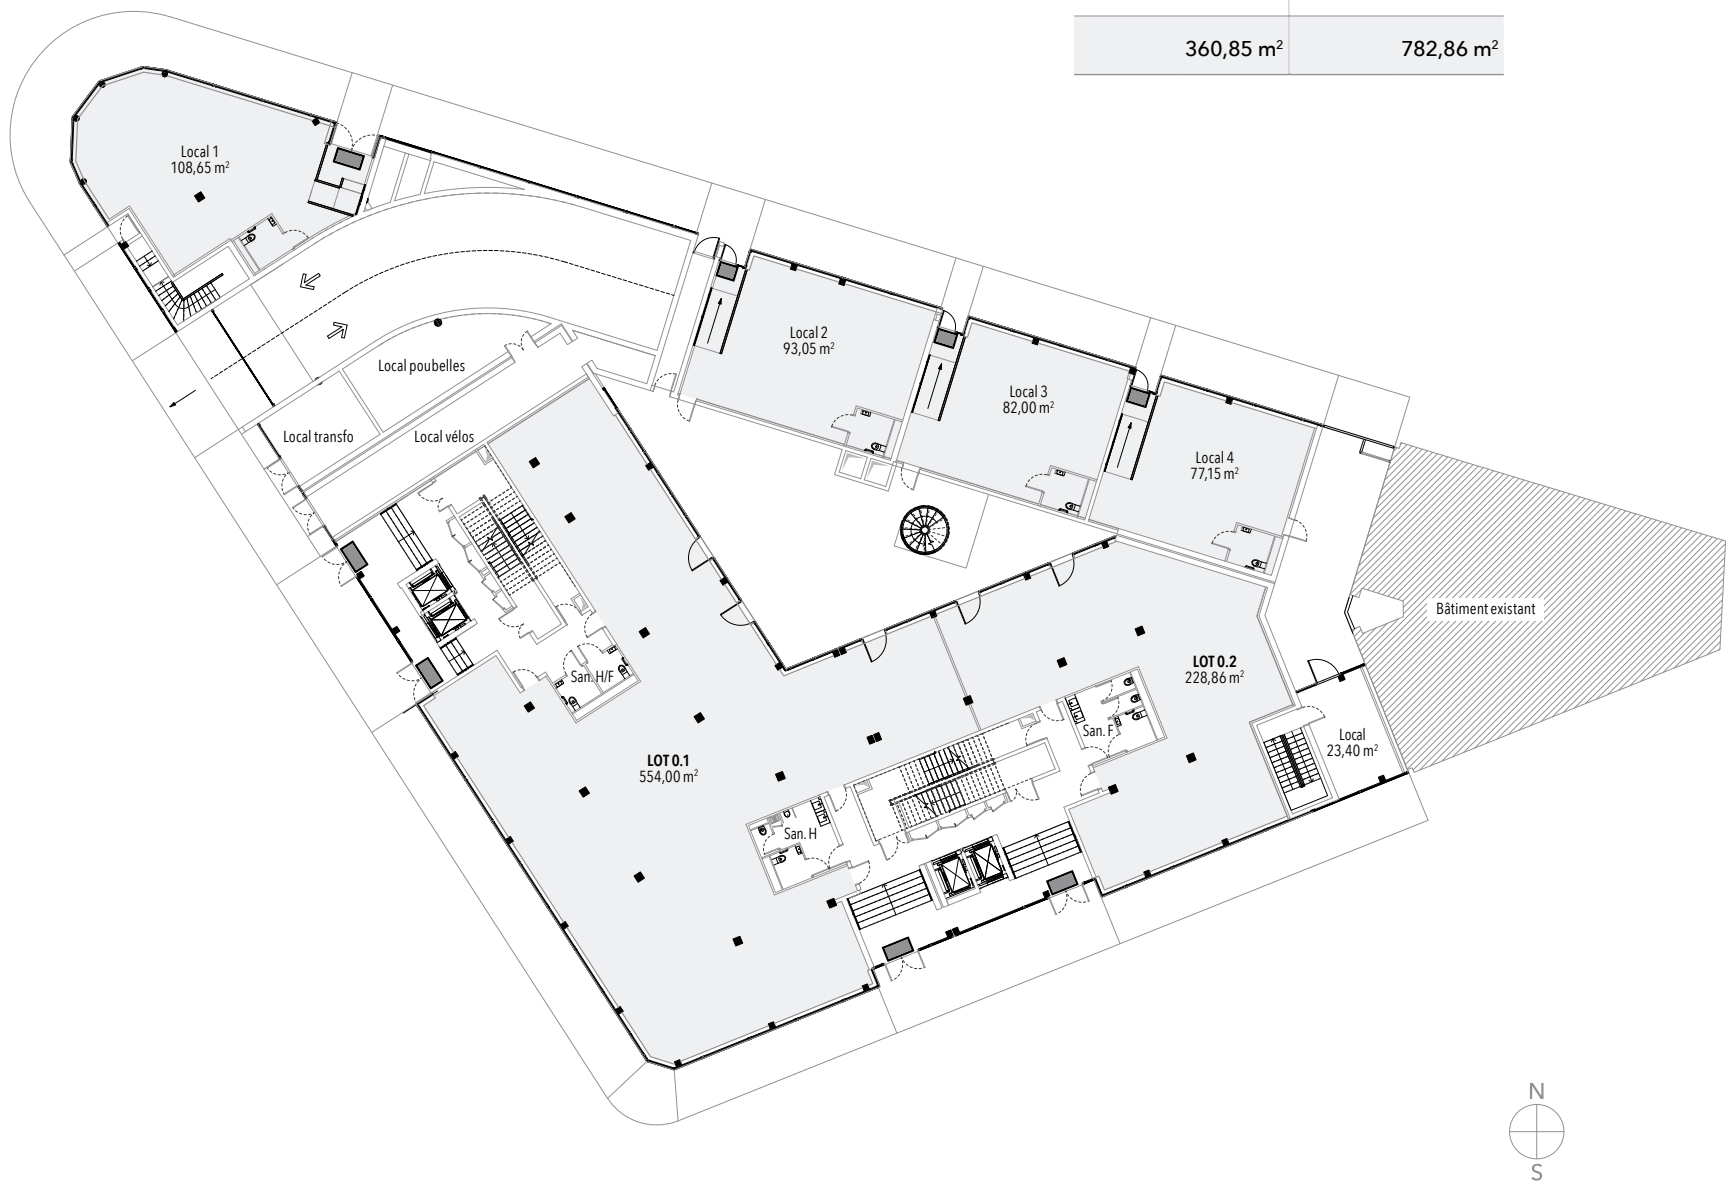 360,85 m² 782,86 m²
Local 1
108,65 m²
Local 2
93,05 m²
Local poubelles
Local 3
82,00 m²
Local transfo
Local vélos
Local 4
77,15 m²
Bâtiment existant
San. H/F
LOT 0.2
228,86 m²
San. F
Local
23,40 m²
LOT 0.1
554,00 m²
San. H
N
S